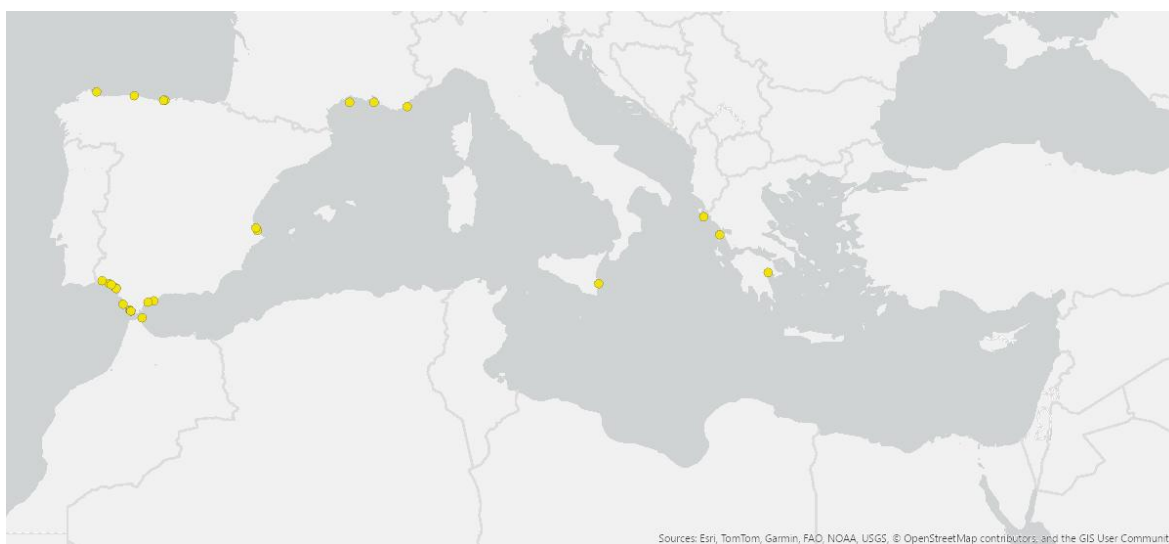 Sources: Esri, TomTom, Garmin, FAO, NOAA, USGS, © OpenStreetMap contributors, and the GIS User Communit